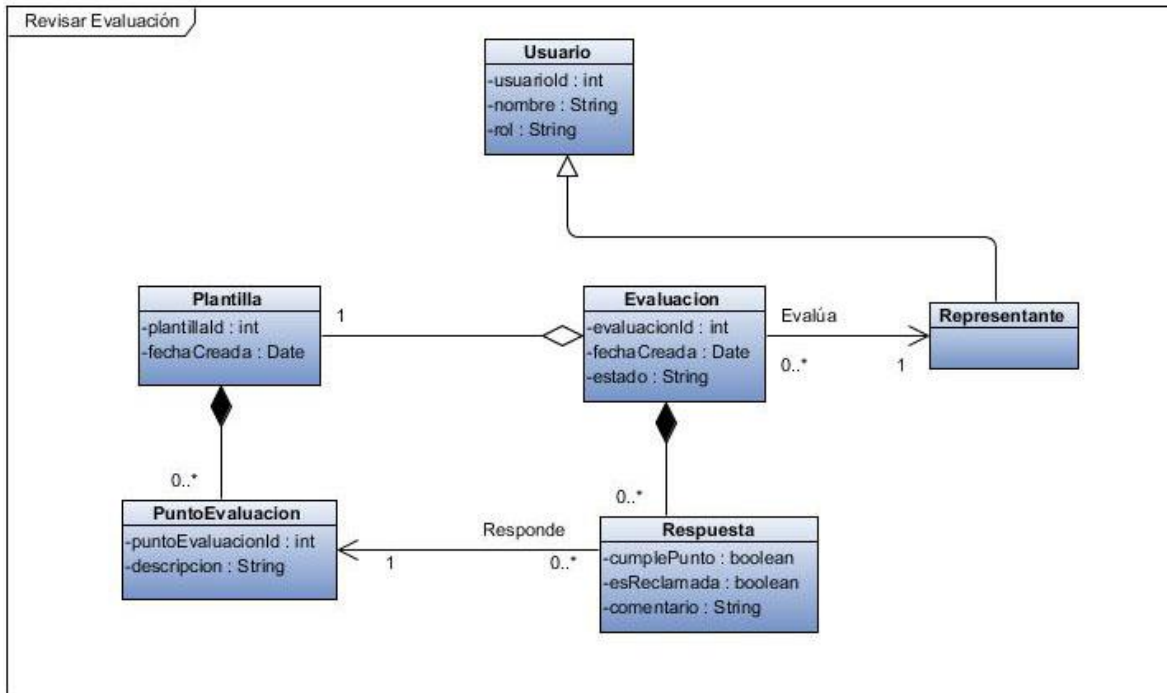 Revisar Evaluación
Usuario
-usuarioId : int
-nombre : String
-rol : String
Plantilla
-plantillaId : int
-fechaCreada : Date
1
Evaluacion
-evaluacionId : int
-fechaCreada : Date
-estado : String
Evalúa
0..*
1
Representante
0..*
0..*
PuntoEvaluacion
-puntoEvaluacionId : int
-descripcion : String
Responde
1
0..*
Respuesta
-cumplePunto : boolean
-esReclamada : boolean
-comentario : String